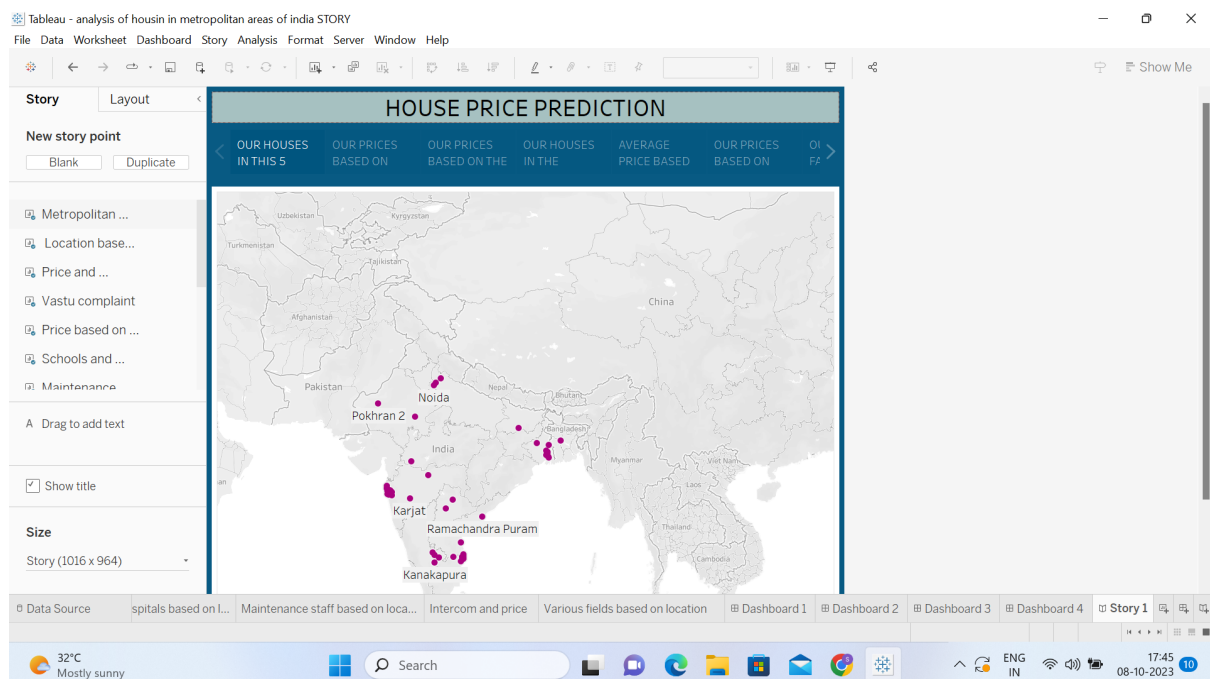 Tableau - analysis of housin in metropolitan areas of india STORY
File Data Worksheet Dashboard Story Analysis Format Server Window Help
Show Me
Story Layout
New story point
Blank Duplicate
Metropolitan ...
Location base...
Price and ...
Vastu complaint
Price based on ...
Schools and ...
Maintenance
A Drag to add text
Show title
Size
Story (1016 x 964)
HOUSE PRICE PREDICTION
OUR HOUSES IN THIS 5
OUR PRICES BASED ON
OUR PRICES BASED ON THE
OUR HOUSES IN THE
AVERAGE PRICE BASED
OUR PRICES BASED ON
Uzbekistan
Kyrgyzstan
Turkmenistan
Tajikistan
China
Afghanistan
Pakistan
Nepal
Bhutan
Noida
Pokhran 2
Bangladesh
India
Myanmar
Viet Nam
Laos
Karjat
Ramachandra Puram
Thailand
Cambodia
Kanakapura
Data Source spitals based on l... Maintenance staff based on loca... Intercom and price Various fields based on location Dashboard 1 Dashboard 2 Dashboard 3 Dashboard 4 Story 1
32°C
Mostly sunny
Search
ENG
IN
17:45
08-10-2023
10